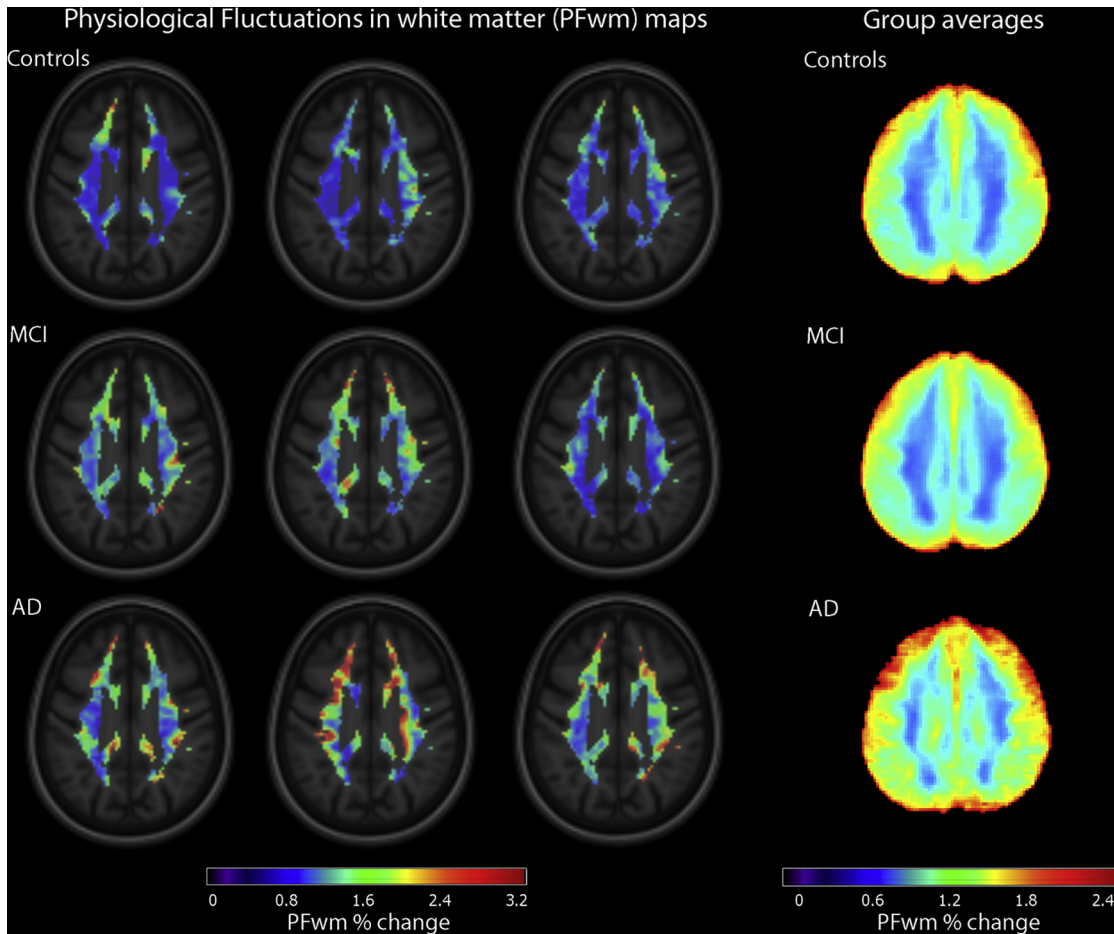 Physiological Fluctuations in white matter (PFwm) maps
Group averages
Controls
Controls
MCI
MCI
AD
AD
0 0.8 1.6 2.4 3.2
PFwm % change
0 0.6 1.2 1.8 2.4
PFwm % change